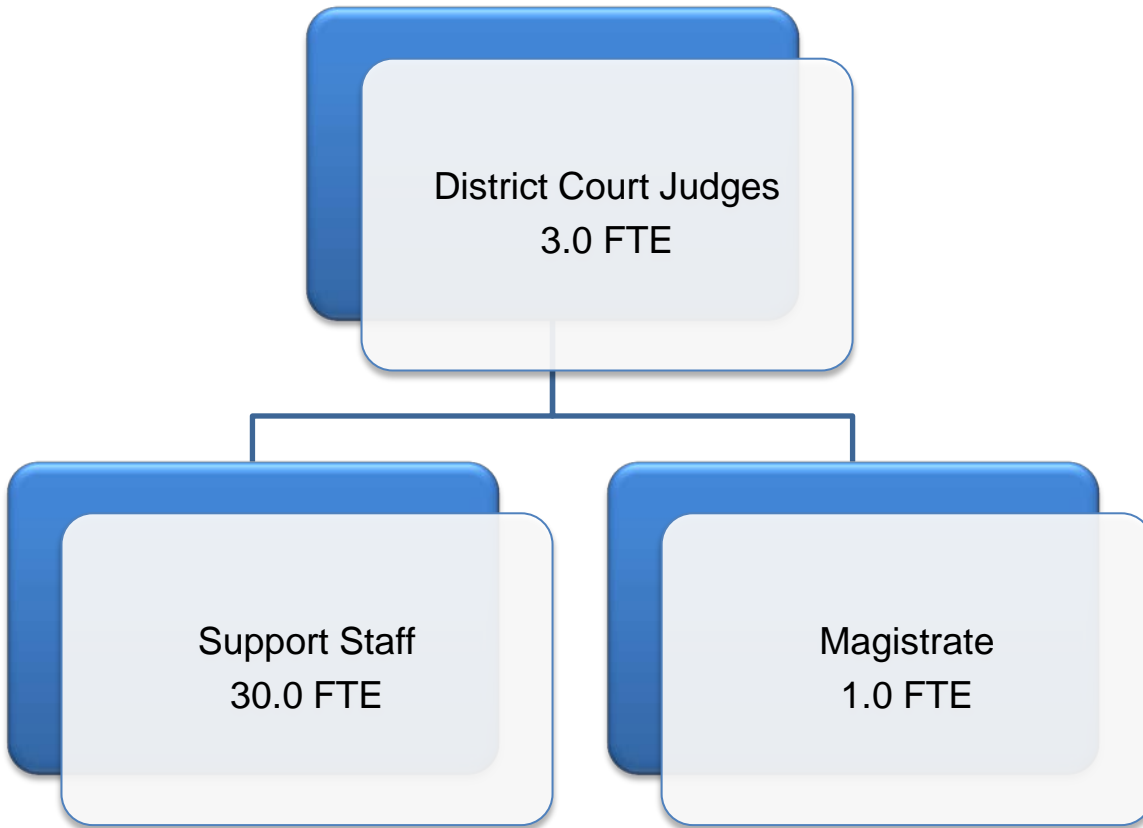 District Court Judges
3.0 FTE
Support Staff
30.0 FTE
Magistrate
1.0 FTE